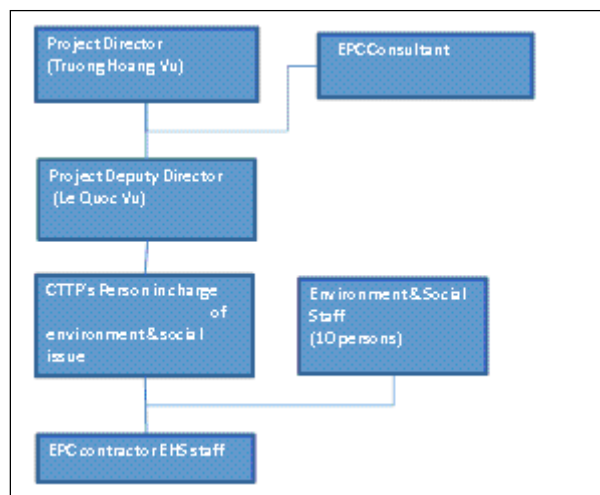 Project Director
(Truong Hoang Vu)
EPC Consultant
Project Deputy Director
(Le Quoc Vu)
CTTP's Person in charge
of
environment & social
issue
Environment & Social
Staff
(10 persons)
EPC contractor EHS staff